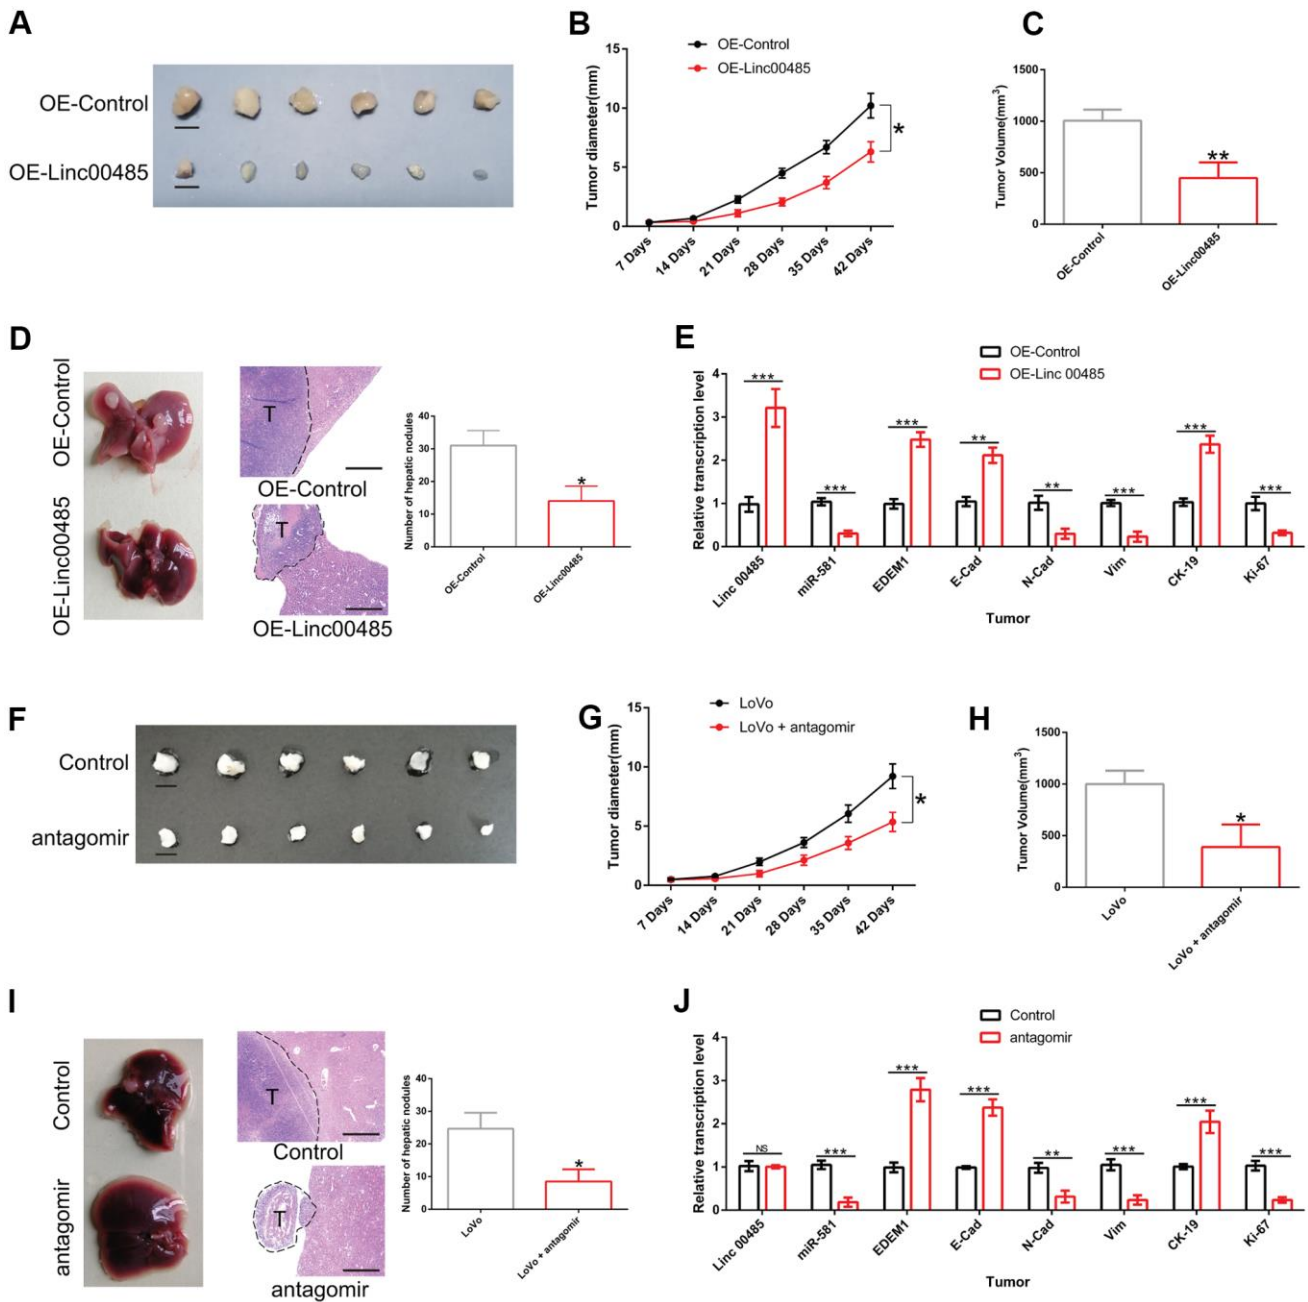 A
OE-Control
OE-Linc00485
B
OE-Control
OE-Linc00485
Tumor diameter(mm)
15
10
5
0
*
7 Days
14 Days
21 Days
28 Days
35 Days
42 Days
C
Tumor Volume(mm³)
1500
1000
500
0
**
OE-Control
OE-Linc00485
D
OE-Control
OE-Linc00485
T
OE-Control
T
OE-Linc00485
Number of hepatic nodules
40
30
20
10
0
*
OE-Control
OE-Linc00485
E
OE-Control
OE-Linc 00485
Relative transcription level
4
3
2
1
0
***
***
***
**
**
***
***
***
Linc 00485
miR-581
EDEM1
E-Cad
N-Cad
Vim
CK-19
Ki-67
Tumor
F
Control
antagomir
G
LoVo
LoVo + antagomir
Tumor diameter(mm)
15
10
5
0
*
7 Days
14 Days
21 Days
28 Days
35 Days
42 Days
H
Tumor Volume(mm³)
1500
1000
500
0
*
LoVo
LoVo + antagomir
I
Control
antagomir
T
Control
T
antagomir
Number of hepatic nodules
40
30
20
10
0
*
LoVo
LoVo + antagomir
J
Control
antagomir
Relative transcription level
4
3
2
1
0
NS
***
***
***
**
***
***
***
Linc 00485
miR-581
EDEM1
E-Cad
N-Cad
Vim
CK-19
Ki-67
Tumor